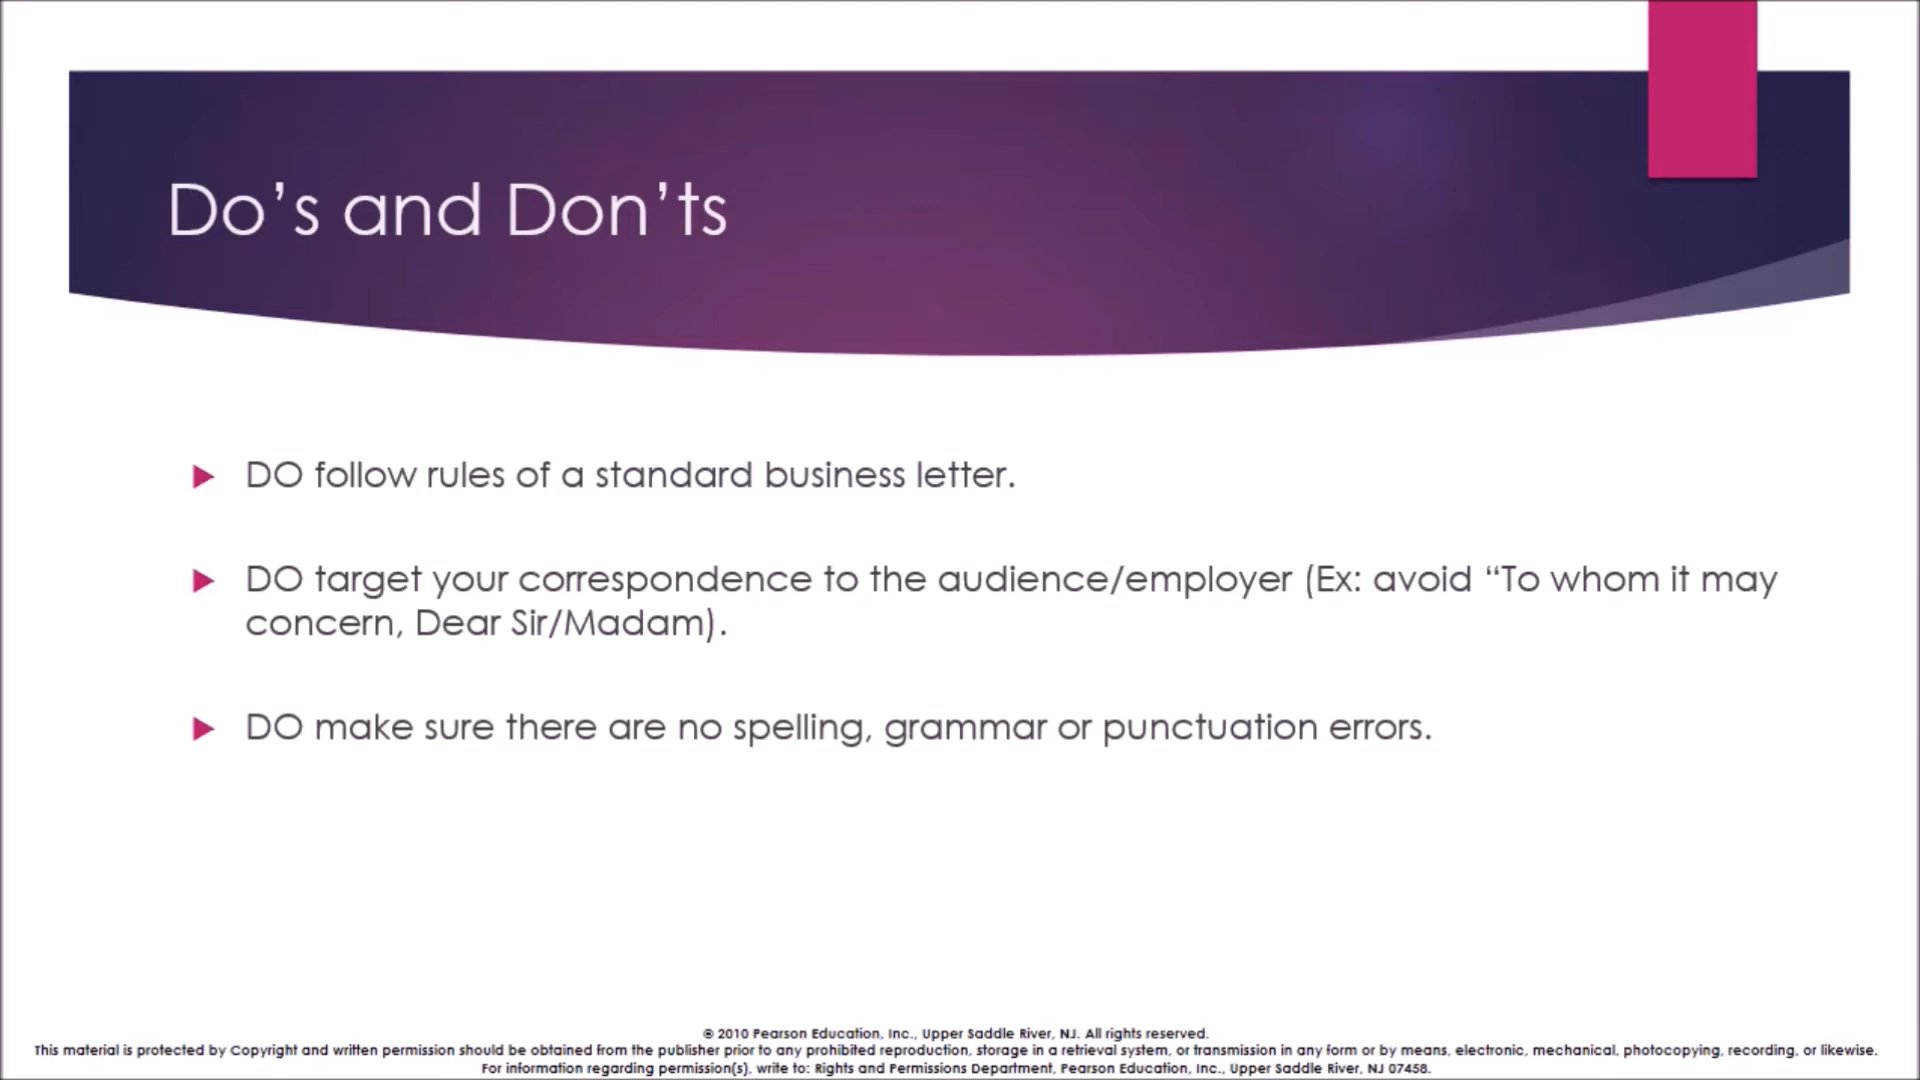 Do’s and Don’ts
DO follow rules of a standard business letter.
DO target your correspondence to the audience/employer (Ex: avoid “To whom it may
concern, Dear Sir/Madam).
DO make sure there are no spelling, grammar or punctuation errors.
© 2010 Pearson Education, Inc., Upper Saddle River, NJ. All rights reserved.
This material is protected by Copyright and written permission should be obtained from the publisher prior to any prohibited reproduction, storage in a retrieval system, or transmission in any form or by means, electronic, mechanical, photocopying, recording, or likewise.
For information regarding permission(s), write to: Rights and Permissions Department, Pearson Education, Inc., Upper Saddle River, NJ 07458.